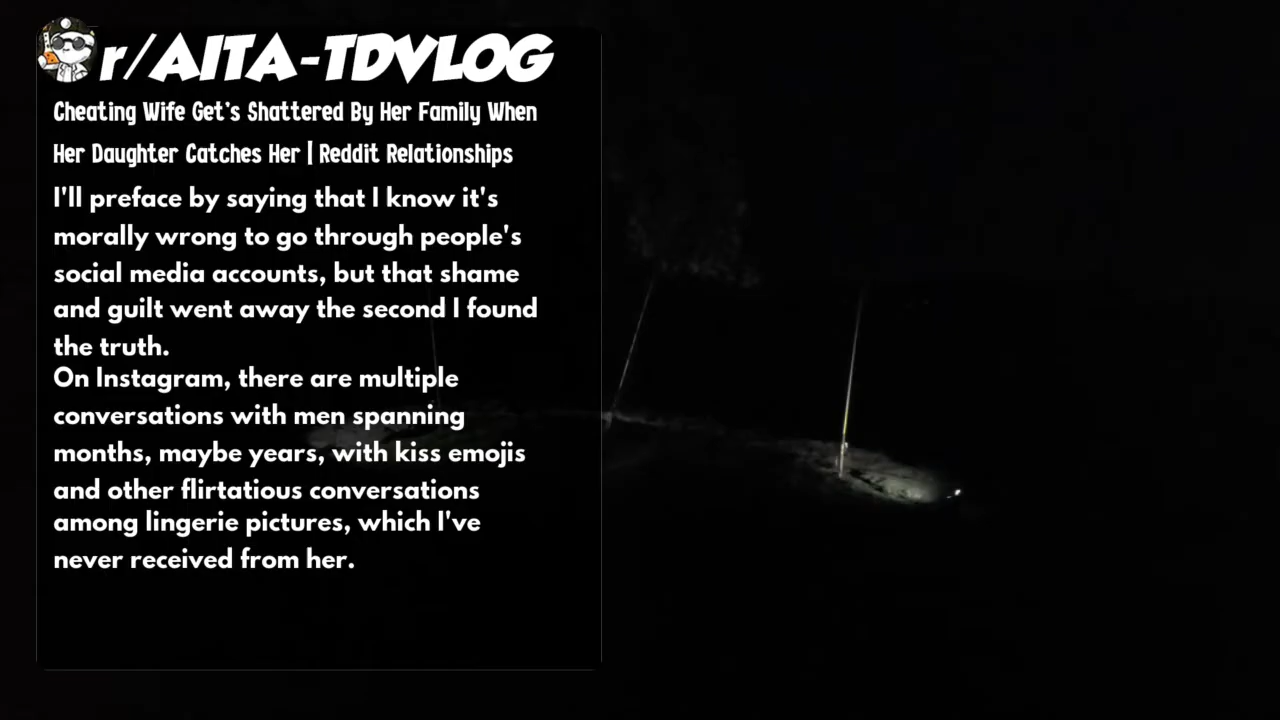 r/AITA-TDVLOG
Cheating Wife Get's Shattered By Her Family When
Her Daughter Catches Her | Reddit Relationships
I'll preface by saying that I know it's
morally wrong to go through people's
social media accounts, but that shame
and guilt went away the second I found
the truth.
On Instagram, there are multiple
conversations with men spanning
months, maybe years, with kiss emojis
and other flirtatious conversations
among lingerie pictures, which I've
never received from her.